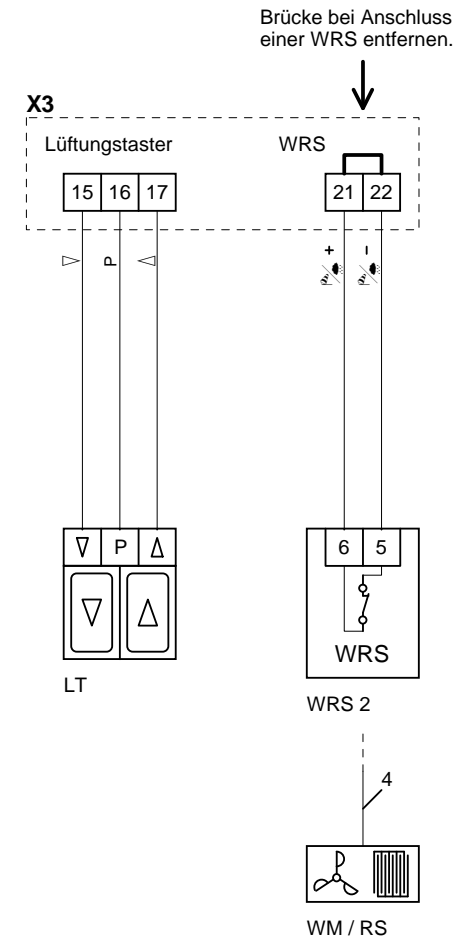 Brücke bei Anschluss
einer WRS entfernen.
X3
Lüftungstaster WRS
15 16 17 21 22
P + –
P 6 5
WRS
LT
WRS 2
4
WM / RS